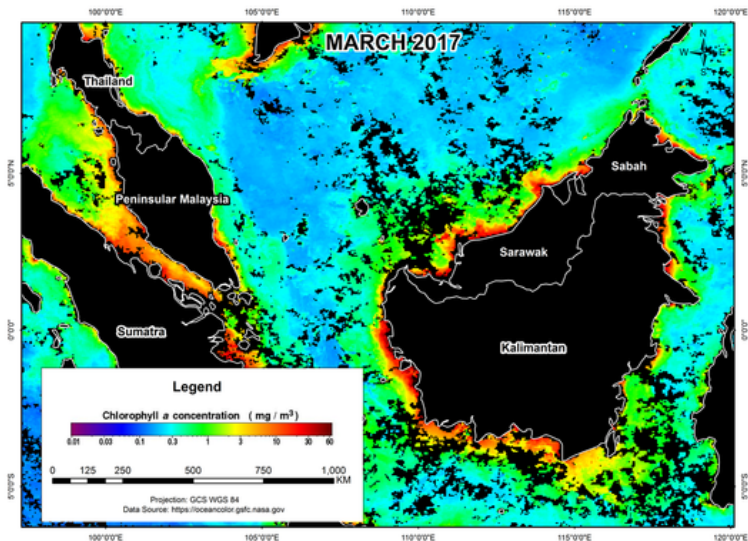 MARCH 2017
100°0'0"E
105°0'0"E
110°0'0"E
115°0'0"E
120°0'0"E
N
W E
S
Thailand
Sabah
5°0'0"N
5°0'0"N
Peninsular Malaysia
Sarawak
Sumatra
Kalimantan
0°0'0"
0°0'0"
Legend
Chlorophyll a concentration ( mg / m³)
0.01 0.03 0.1 0.3 1 3 10 30 60
0 125 250 500 750 1,000
KM
Projection: GCS WGS 84
Data Source: https://oceancolor.gsfc.nasa.gov
5°0'0"S
5°0'0"S
100°0'0"E
105°0'0"E
110°0'0"E
115°0'0"E
120°0'0"E